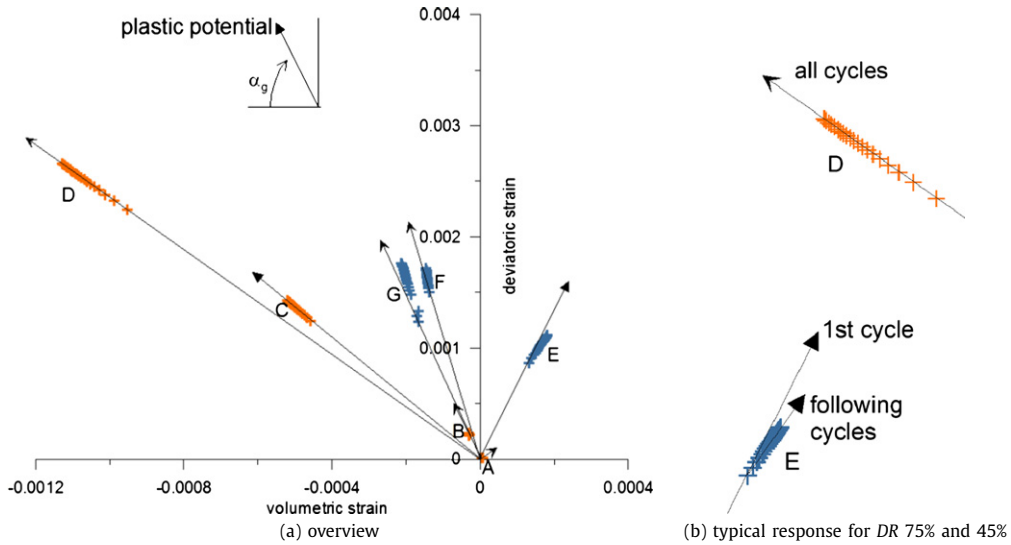 plastic potential
αg
0.004
0.003
0.002
0.001
0
deviatoric strain
D
C
G
F
E
B
A
-0.0012
-0.0008
-0.0004
0
0.0004
volumetric strain
(a) overview
all cycles
D
1st cycle
following
cycles
E
(b) typical response for DR 75% and 45%